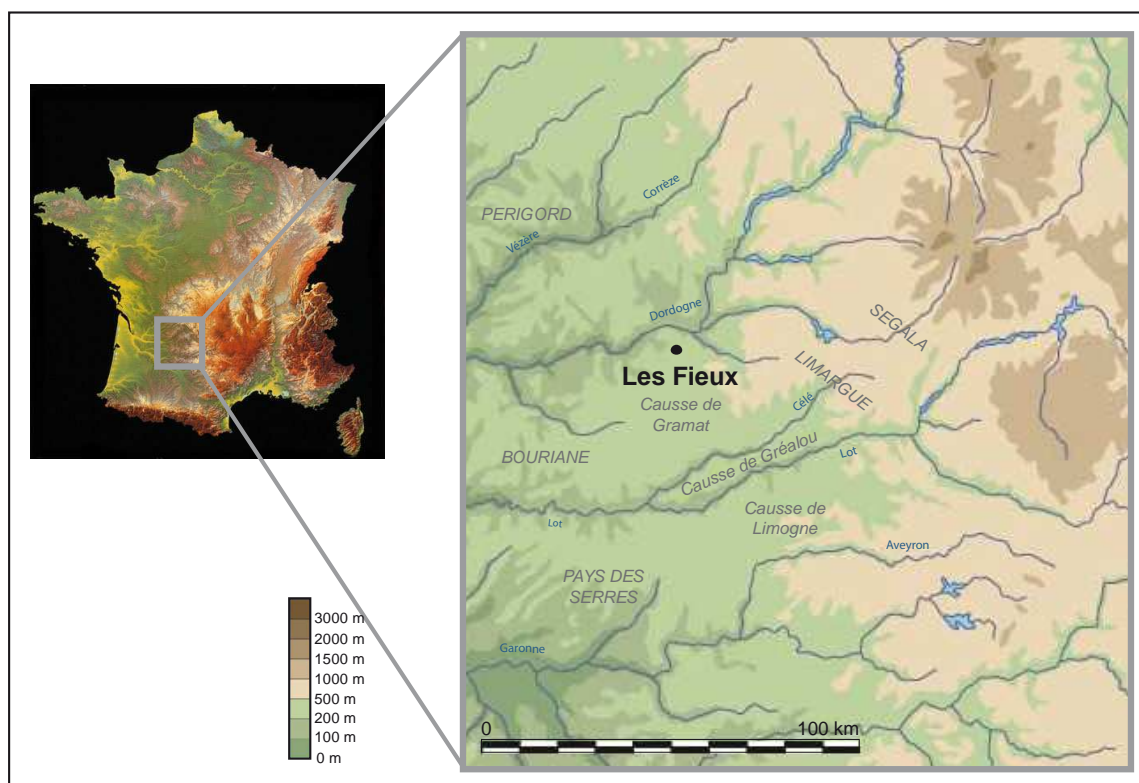 Corrèze
PERIGORD
Vézère
Dordogne
SEGALA
Les Fieux
LIMARGUE
Causse de
Gramat
Célé
BOURIANE
Causse de Gréalou
Lot
Causse de
Limogne
Lot
Aveyron
PAYS DES
SERRES
Garonne
3000 m
2000 m
1500 m
1000 m
500 m
200 m
100 m
0 m
0 100 km